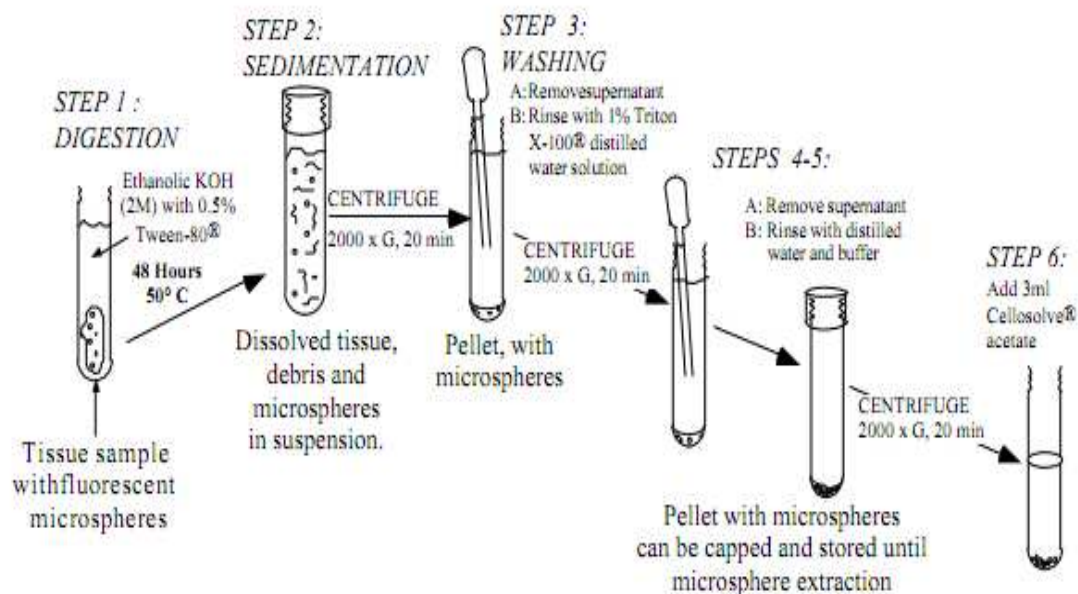 STEP 1 :
DIGESTION
Ethanolic KOH
(2M) with 0.5%
Tween-80®
48 Hours
50° C
Tissue sample
withfluorescent
microspheres
STEP 2:
SEDIMENTATION
CENTRIFUGE
2000 x G, 20 min
Dissolved tissue,
debris and
microspheres
in suspension.
STEP 3:
WASHING
A: Removesupernatant
B: Rinse with 1% Triton
X-100® distilled
water solution
Pellet, with
microspheres
CENTRIFUGE
2000 x G, 20 min
STEPS 4-5:
A: Remove supernatant
B: Rinse with distilled
water and buffer
Pellet with microspheres
can be capped and stored until
microsphere extraction
CENTRIFUGE
2000 x G, 20 min
STEP 6:
Add 3ml
Cellosolve®
acetate